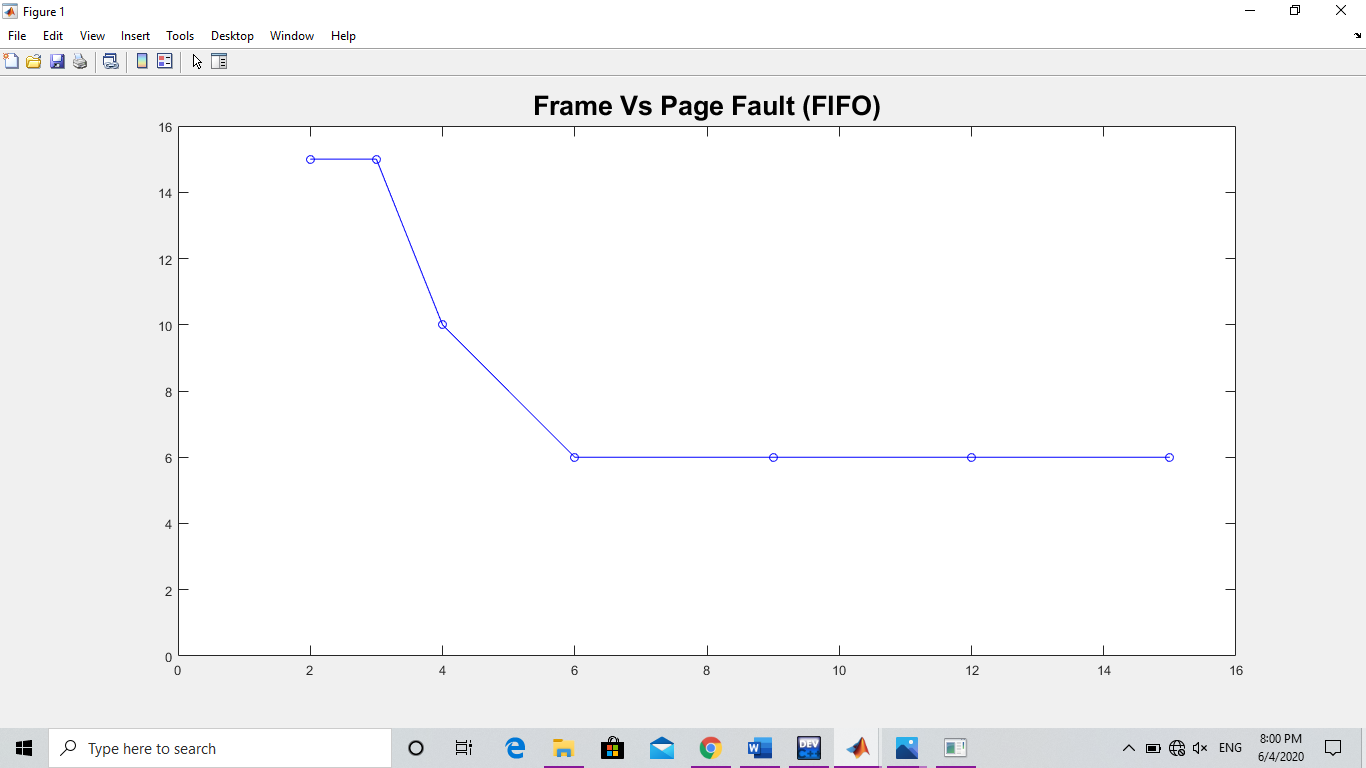 Figure 1
File Edit View Insert Tools Desktop Window Help
Frame Vs Page Fault (FIFO)
16
14
12
10
8
6
4
2
0
0 2 4 6 8 10 12 14 16
Type here to search
DEV
C++
ENG
8:00 PM
6/4/2020